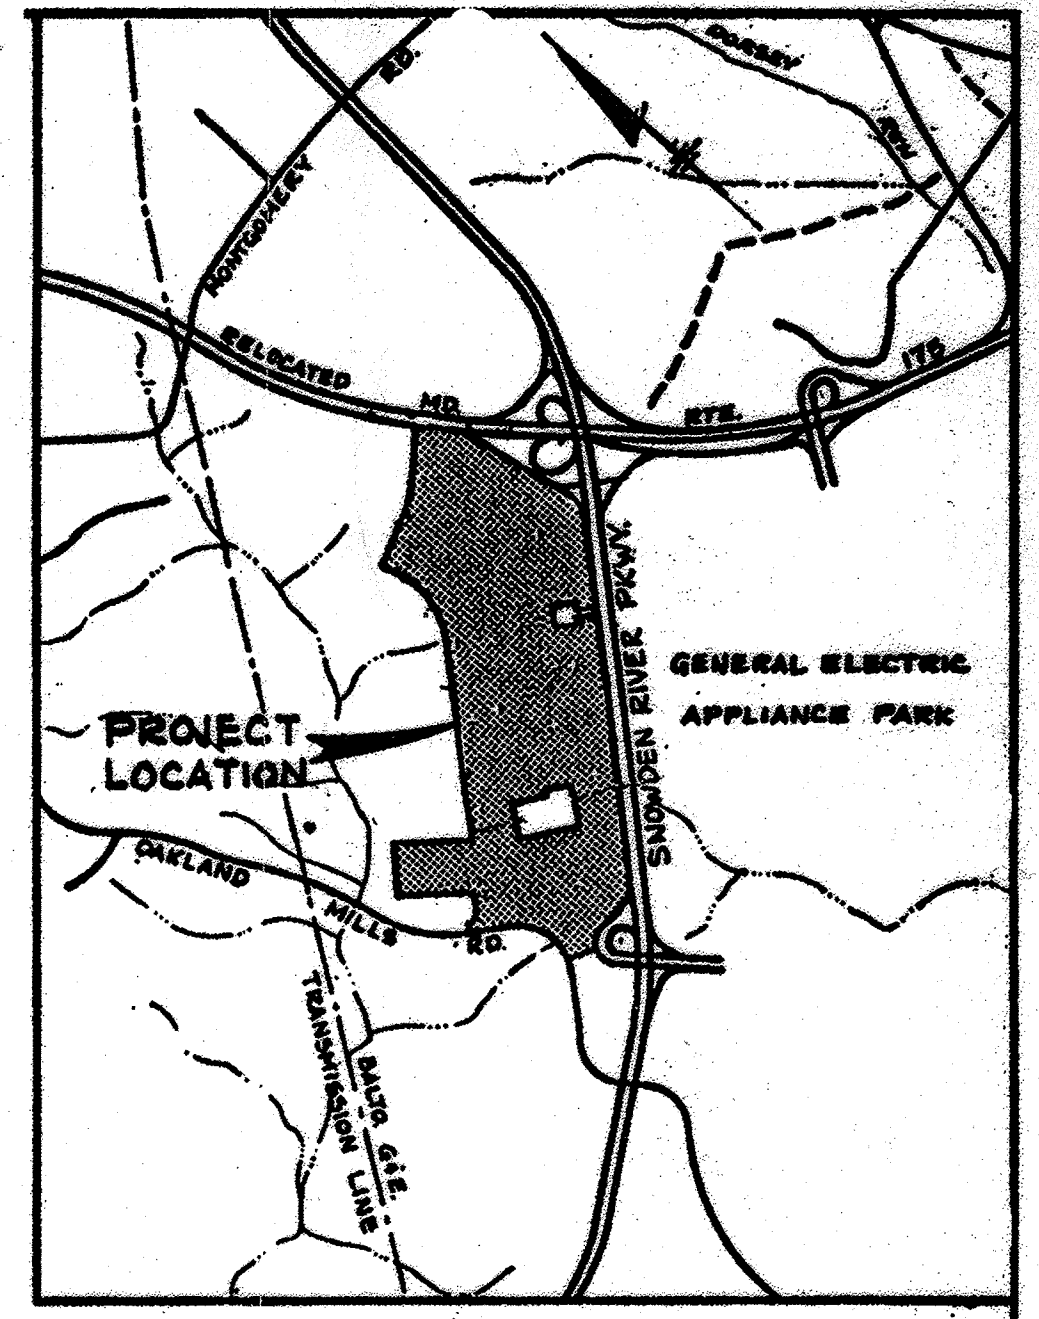 DORSEY
RUN
MONTGOMERY RD.
RELOCATED MD. RTE. 175
SNOWDEN RIVER PKWY.
GENERAL ELECTRIC
APPLIANCE PARK
PROJECT
LOCATION
OAKLAND MILLS RD.
BALTO. G&E.
TRANSMISSION LINE